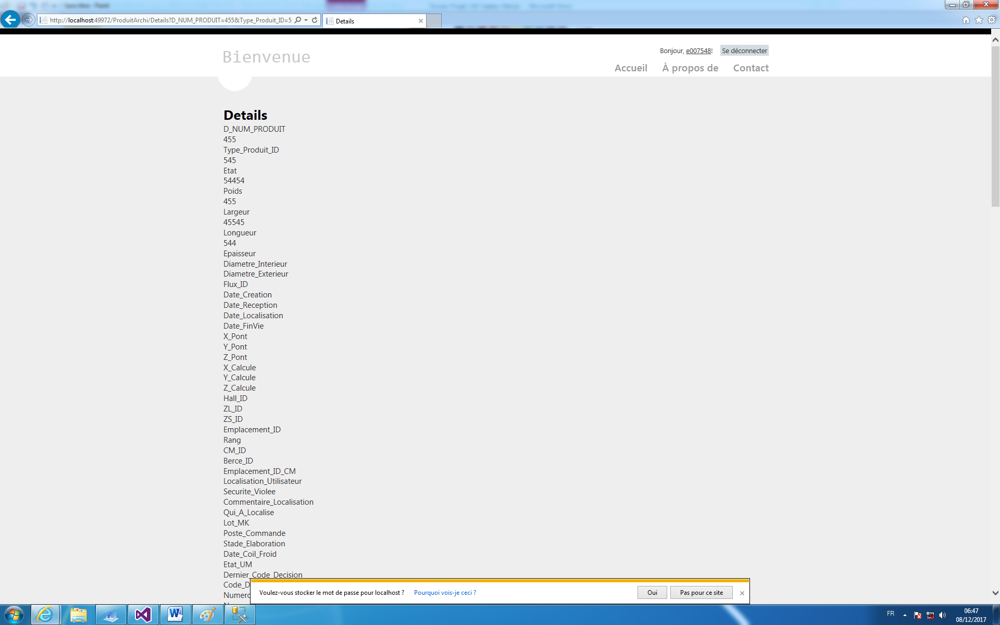 http://localhost:49972/ProduitArchi/Details?D_NUM_PRODUIT=455&Type_Produit_ID=5
Details
Bienvenue
Bonjour, e007548!
Se déconnecter
Accueil
À propos de
Contact
Details
D_NUM_PRODUIT
455
Type_Produit_ID
545
Etat
54454
Poids
455
Largeur
45545
Longueur
544
Epaisseur
Diametre_Interieur
Diametre_Exterieur
Flux_ID
Date_Creation
Date_Reception
Date_Localisation
Date_FinVie
X_Pont
Y_Pont
Z_Pont
X_Calcule
Y_Calcule
Z_Calcule
Hall_ID
ZL_ID
ZS_ID
Emplacement_ID
Rang
CM_ID
Berce_ID
Emplacement_ID_CM
Localisation_Utilisateur
Securite_Violee
Commentaire_Localisation
Qui_A_Localise
Lot_MK
Poste_Commande
Stade_Elaboration
Date_Coil_Froid
Etat_UM
Dernier_Code_Decision
Code_D
Numero
Voulez-vous stocker le mot de passe pour localhost ?
Pourquoi vois-je ceci ?
Oui
Pas pour ce site
FR
06:47
08/12/2017